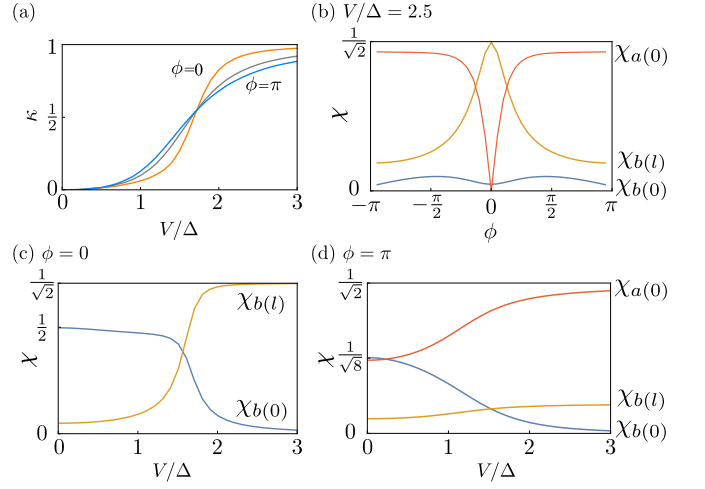 (a)
1
1/2
0
κ
ϕ=0
ϕ=π
0 1 2 3
V/Δ
(b) V/Δ = 2.5
1/√2
0
χ
χa(0)
χb(l)
χb(0)
−π −π/2 0 π/2 π
ϕ
(c) ϕ = 0
1/√2
1/2
0
χ
χb(l)
χb(0)
0 1 2 3
V/Δ
(d) ϕ = π
1/√2
1/√8
0
χ
χa(0)
χb(l)
χb(0)
0 1 2 3
V/Δ